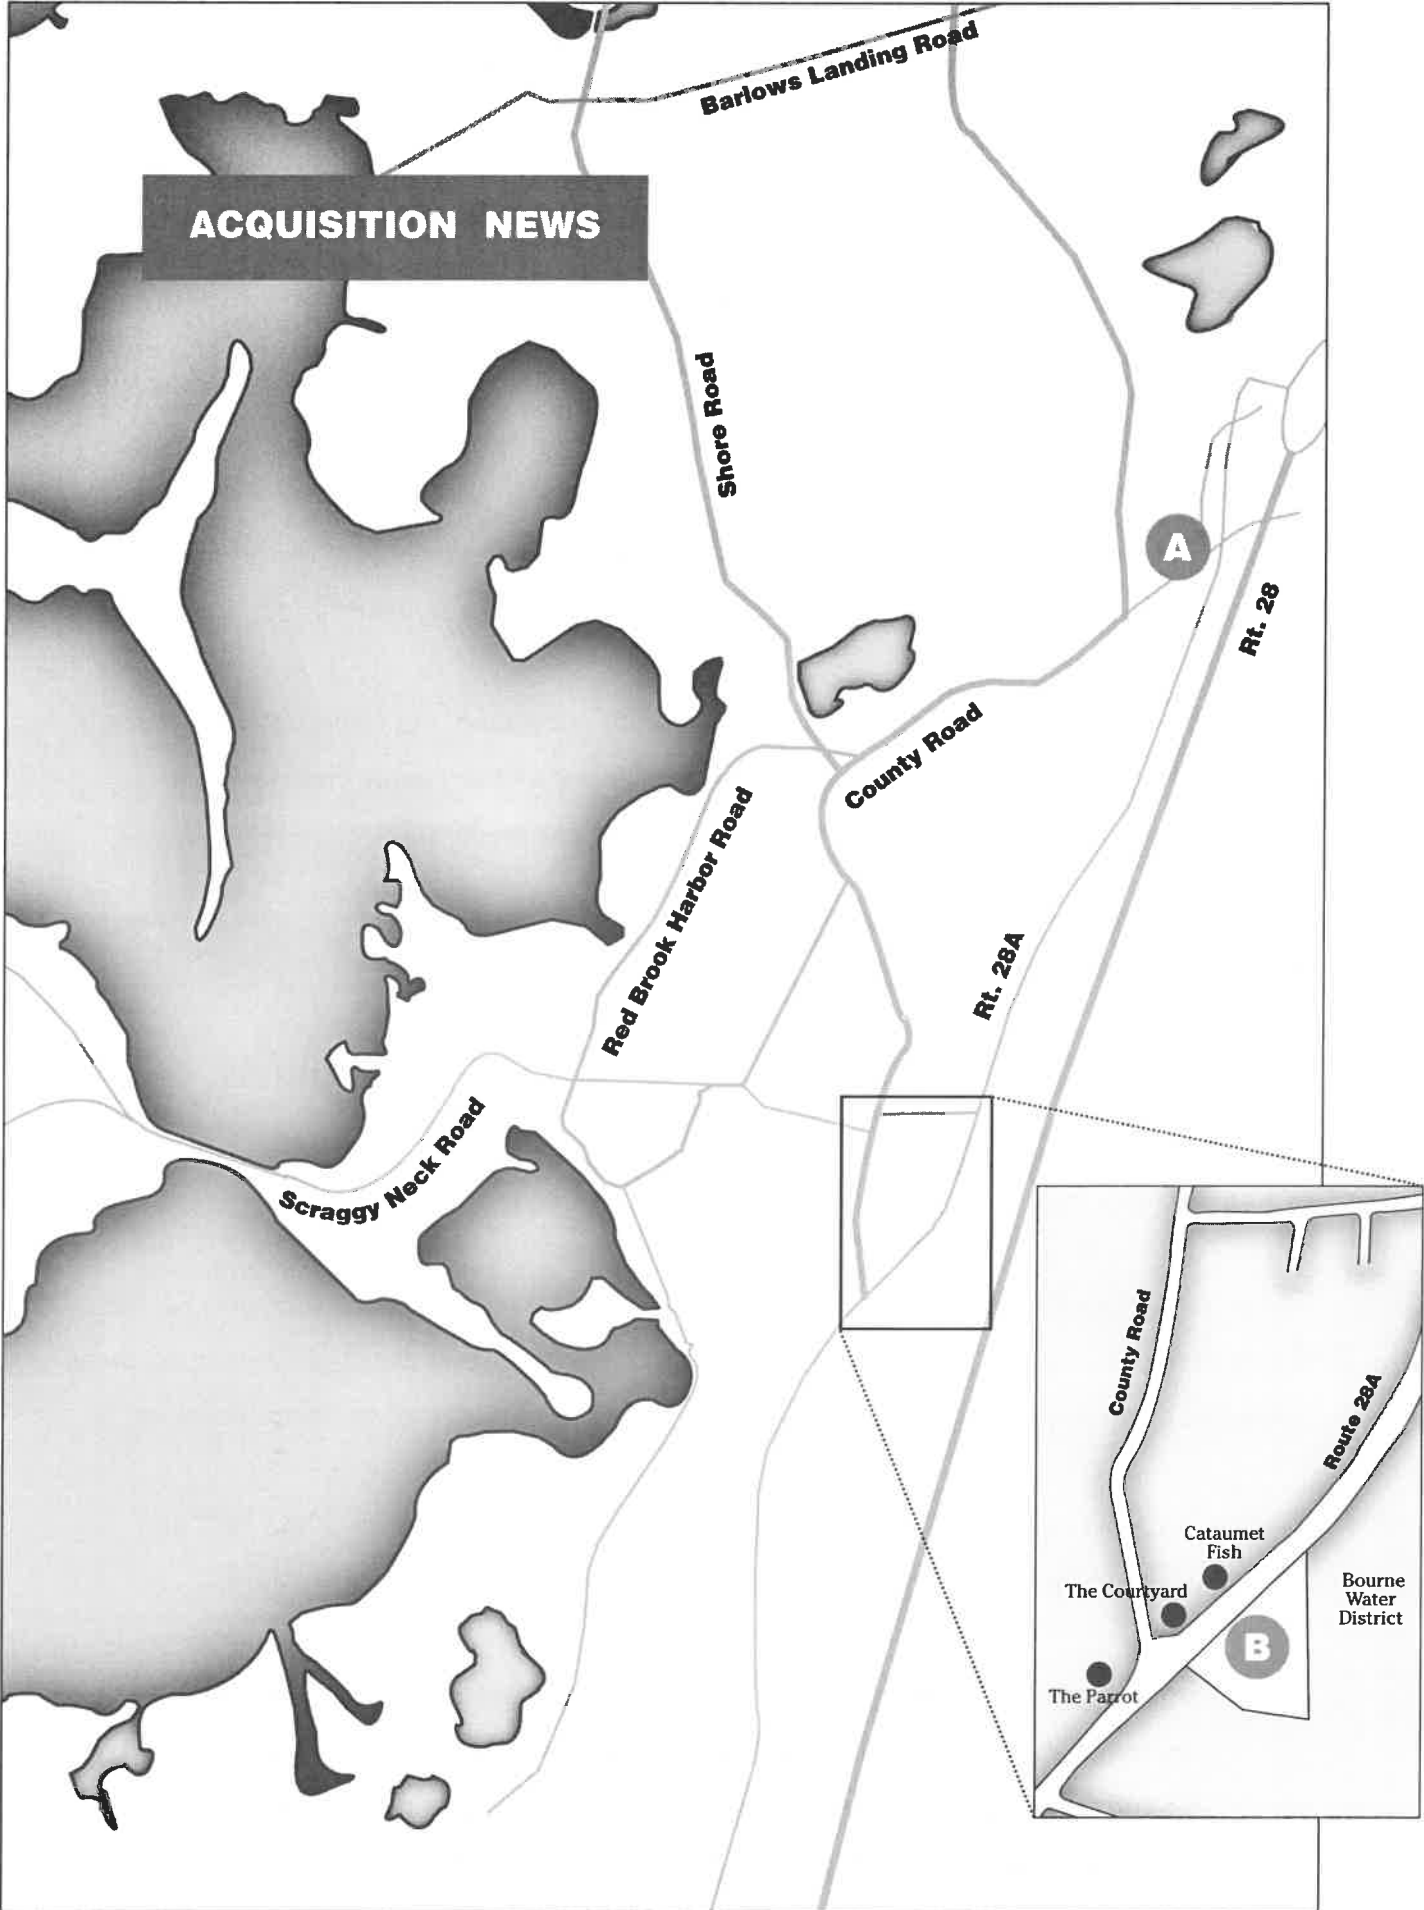 Barlows Landing Road
ACQUISITION NEWS
Shore Road
A
Rt. 28
County Road
Red Brook Harbor Road
Rt. 28A
Scraggy Neck Road
County Road
Route 28A
Cataumet
Fish
The Courtyard
Bourne
Water
District
B
The Parrot